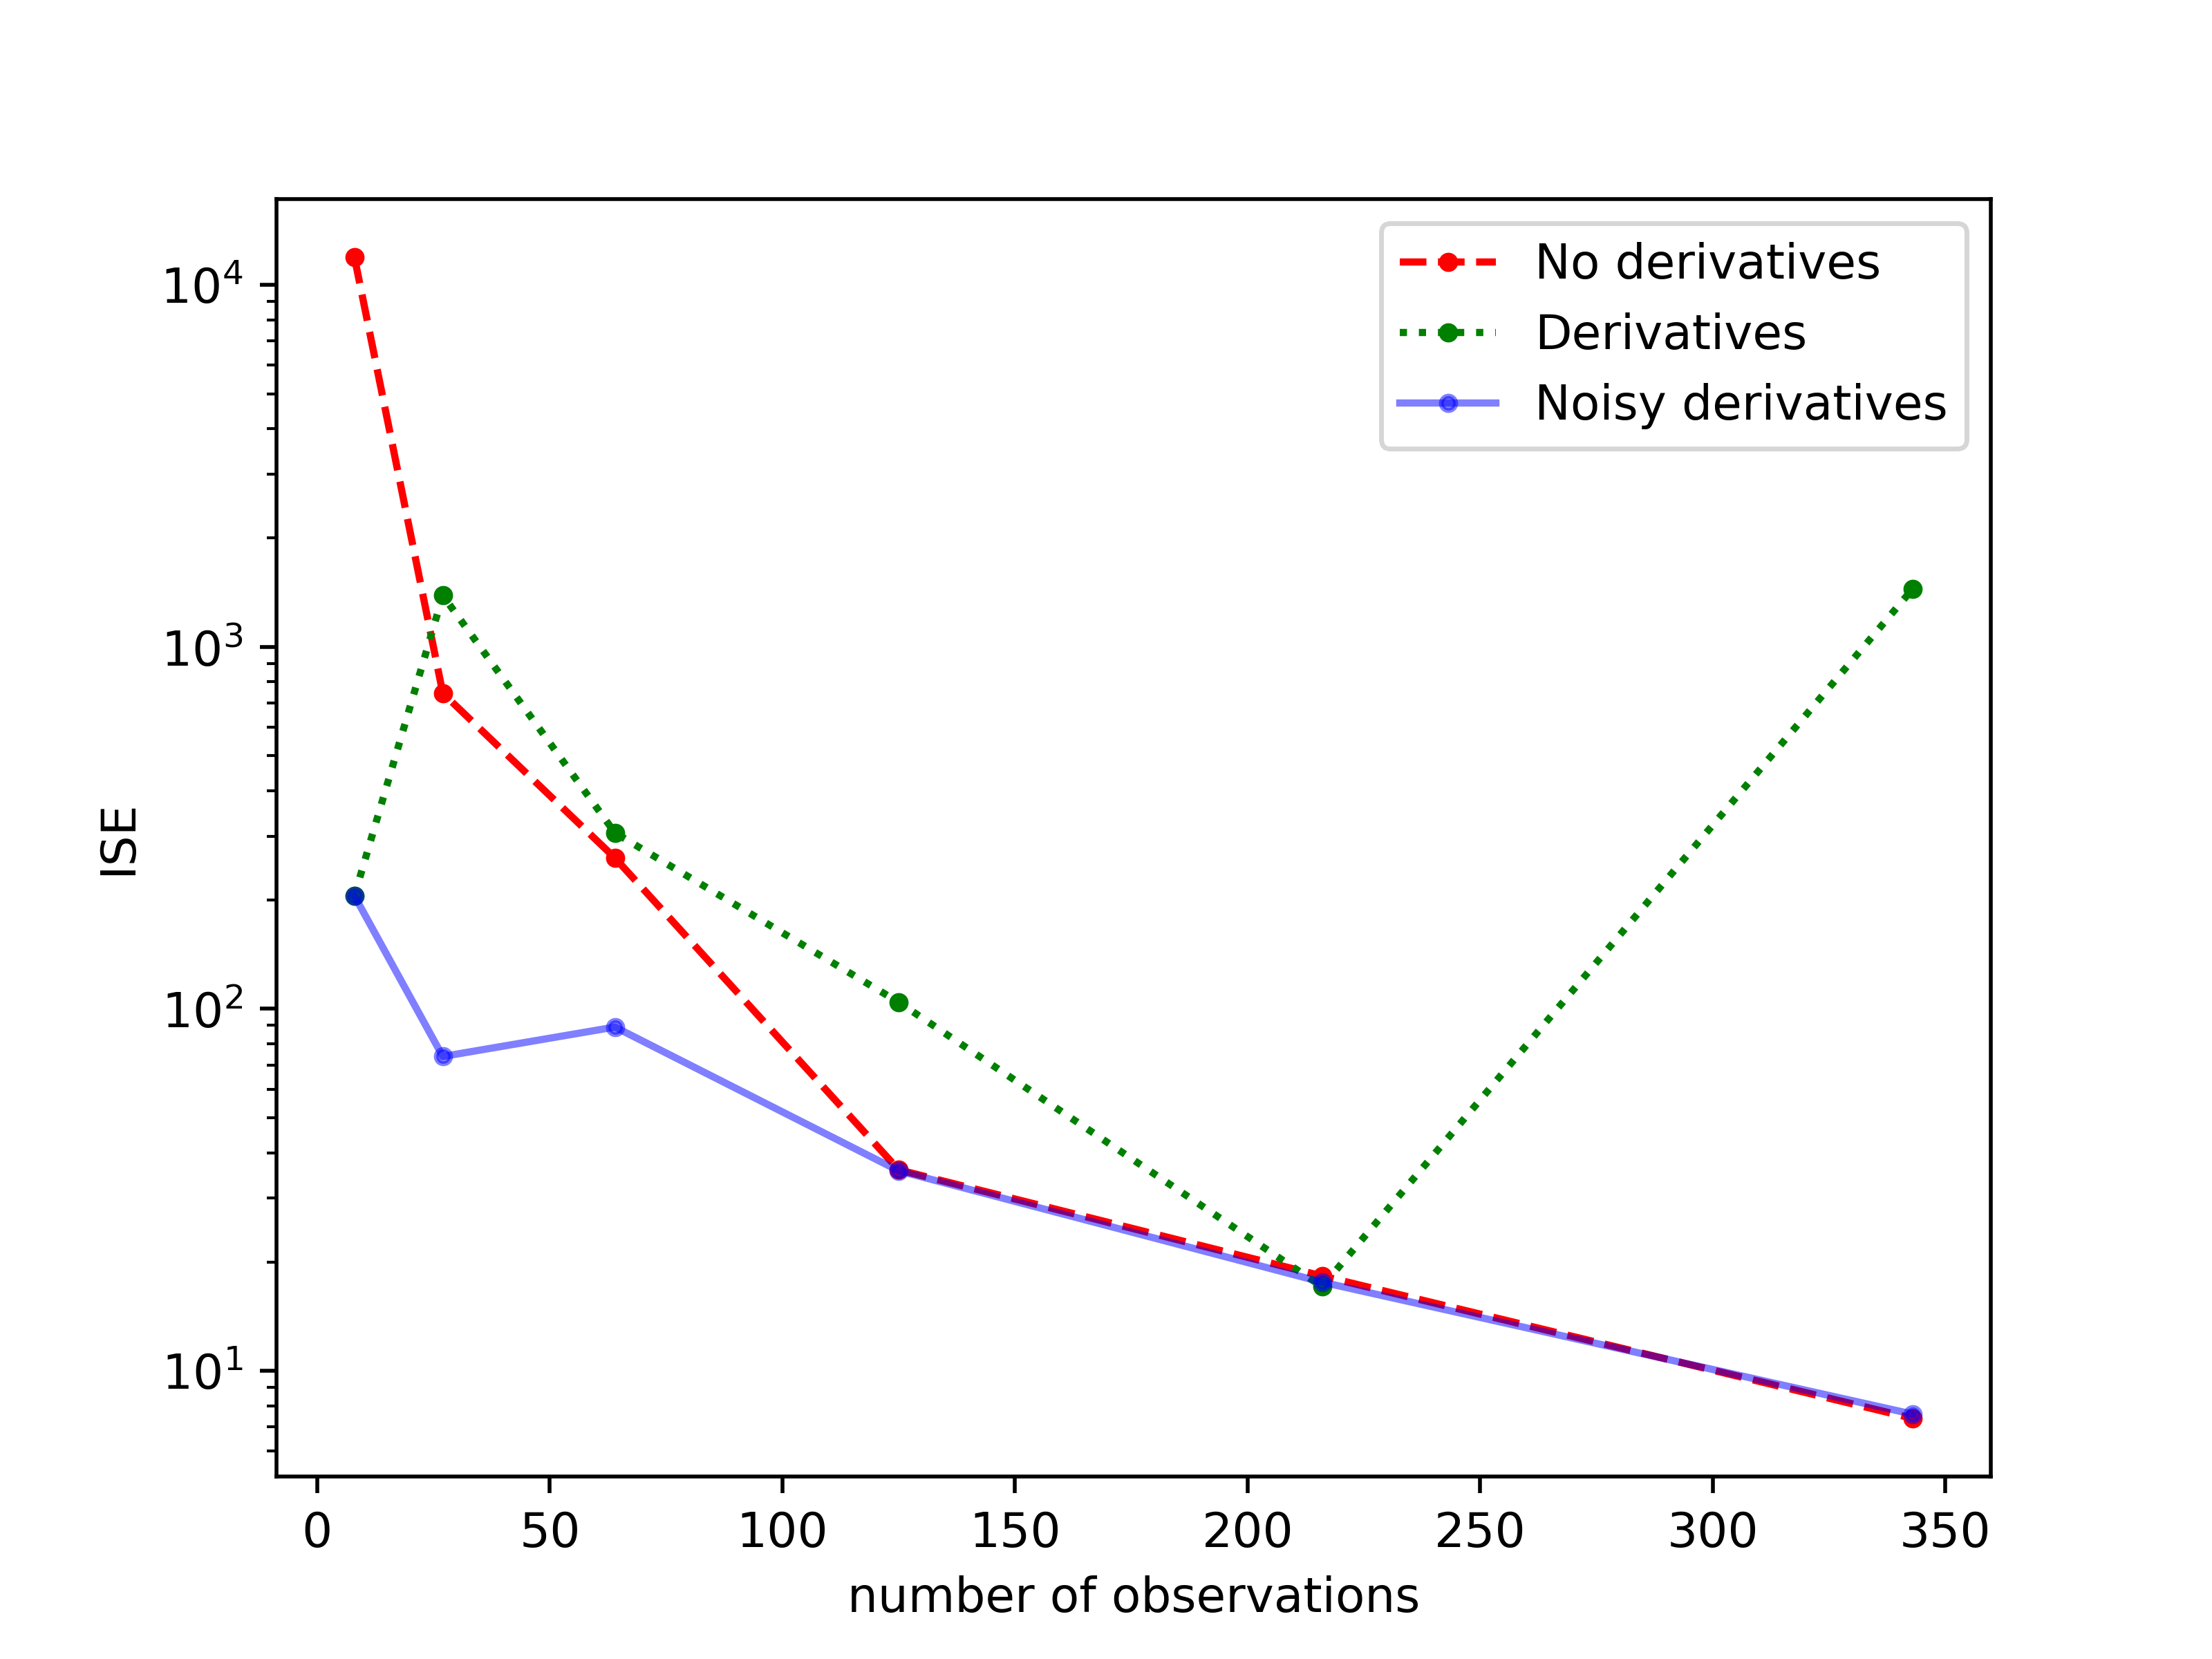 No derivatives
Derivatives
Noisy derivatives
10⁴
10³
10²
10¹
ISE
0 50 100 150 200 250 300 350
number of observations